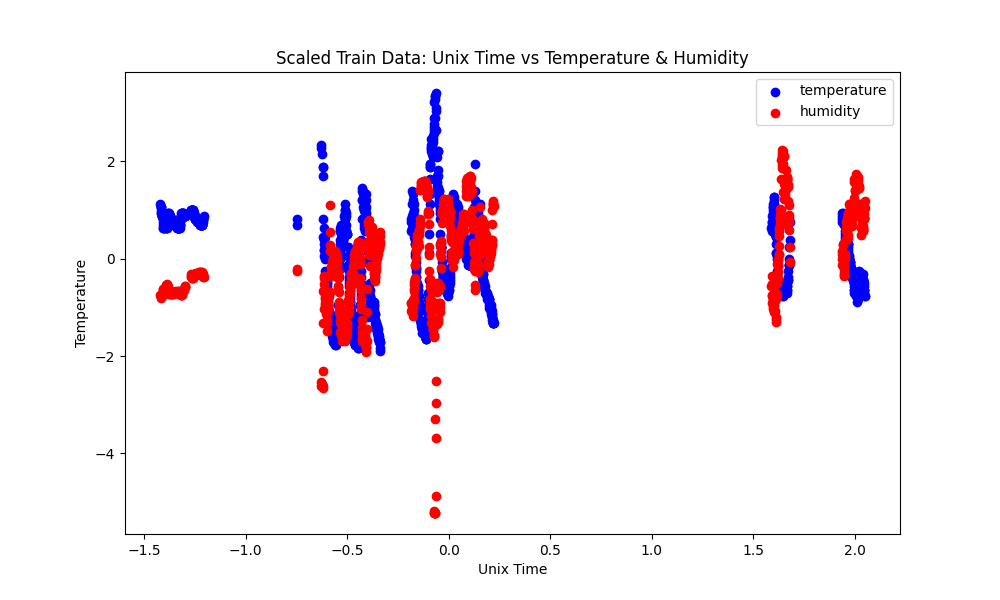 Scaled Train Data: Unix Time vs Temperature & Humidity
temperature
humidity
Temperature
2
0
−2
−4
−1.5
−1.0
−0.5
0.0
0.5
1.0
1.5
2.0
Unix Time